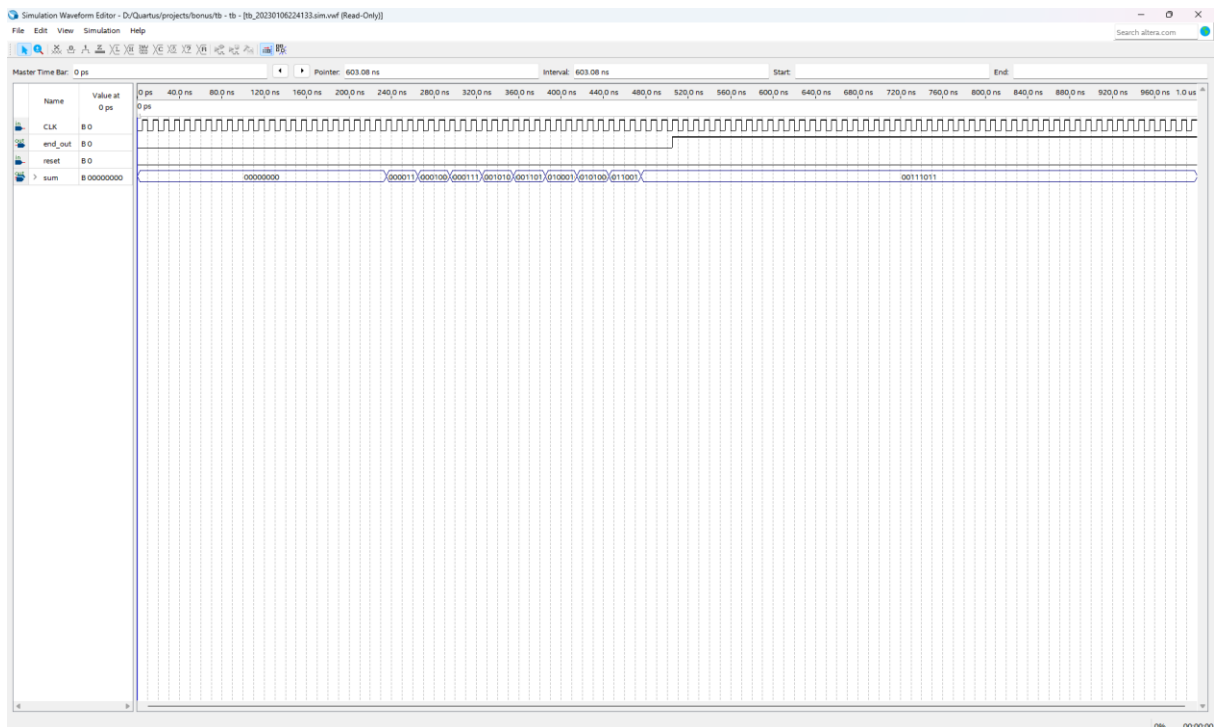 Simulation Waveform Editor - D:/Quartus/projects/bonus/tb - tb - [tb_20230106224133.sim.vwf (Read-Only)]
File Edit View Simulation Help
Search altera.com
Master Time Bar: 0 ps
Pointer: 603.08 ns
Interval: 603.08 ns
Start:
End:
Name
Value at
0 ps
0 ps 40.0 ns 80.0 ns 120.0 ns 160.0 ns 200.0 ns 240.0 ns 280.0 ns 320.0 ns 360.0 ns 400.0 ns 440.0 ns 480.0 ns 520.0 ns 560.0 ns 600.0 ns 640.0 ns 680.0 ns 720.0 ns 760.0 ns 800.0 ns 840.0 ns 880.0 ns 920.0 ns 960.0 ns 1.0 us
0 ps
CLK B 0
end_out B 0
reset B 0
sum B 00000000 00000000 000011 000100 000111 001010 001101 010001 010100 011001 00111011
0% 00:00:00